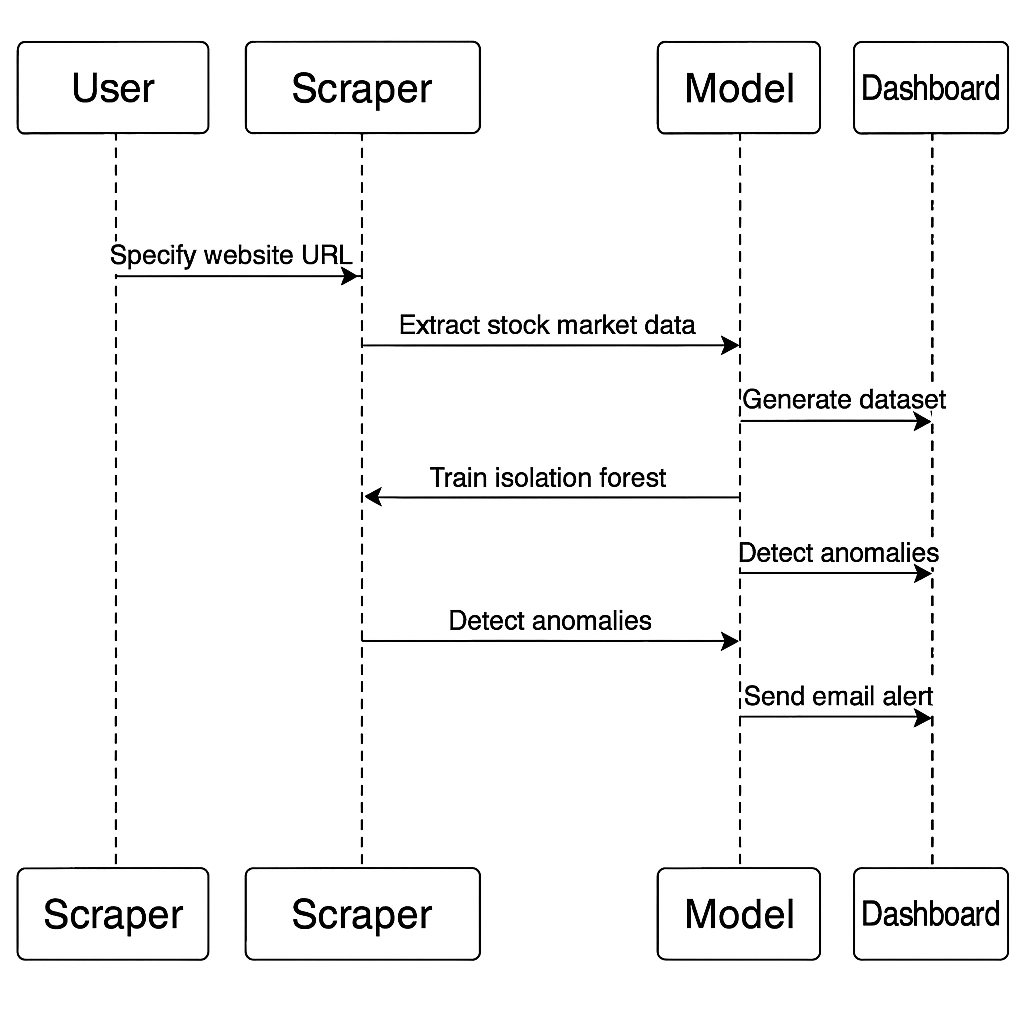 User
Scraper
Model
Dashboard
Specify website URL
Extract stock market data
Generate dataset
Train isolation forest
Detect anomalies
Detect anomalies
Send email alert
Scraper
Scraper
Model
Dashboard